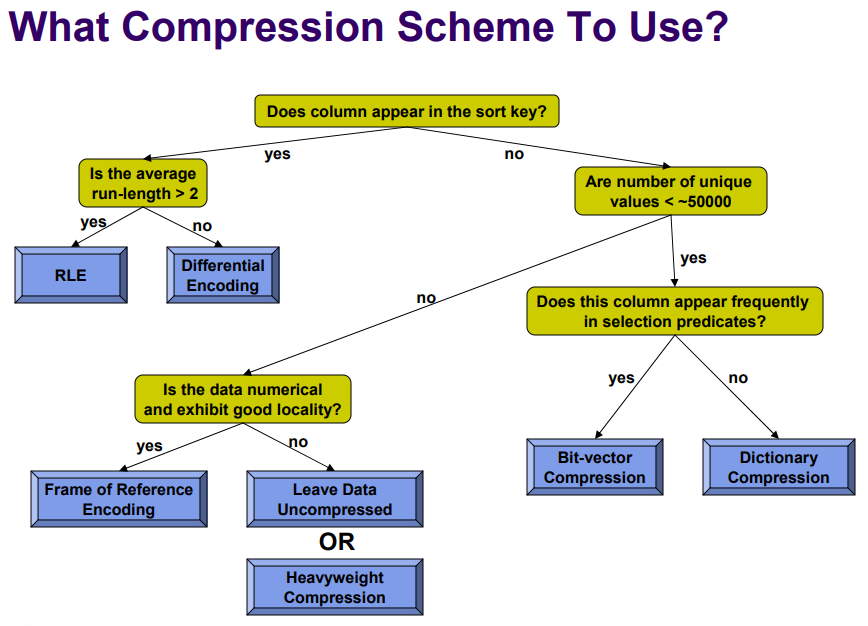 What Compression Scheme To Use?
Does column appear in the sort key?
yes
no
Is the average
run-length > 2
Are number of unique
values < ~50000
yes
no
RLE
Differential
Encoding
no
yes
Does this column appear frequently
in selection predicates?
Is the data numerical
and exhibit good locality?
yes
no
yes
no
Bit-vector
Compression
Dictionary
Compression
Frame of Reference
Encoding
Leave Data
Uncompressed
OR
Heavyweight
Compression